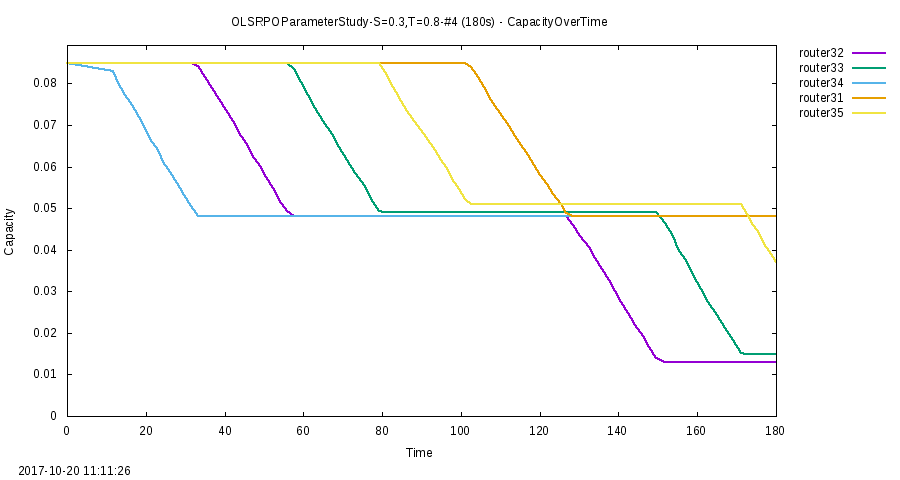 OLSRPOParameterStudy-S=0.3,T=0.8-#4 (180s) - CapacityOverTime
router32
router33
router34
router31
router35
0.08
0.07
0.06
0.05
0.04
0.03
0.02
0.01
0
Capacity
0 20 40 60 80 100 120 140 160 180
Time
2017-10-20 11:11:26